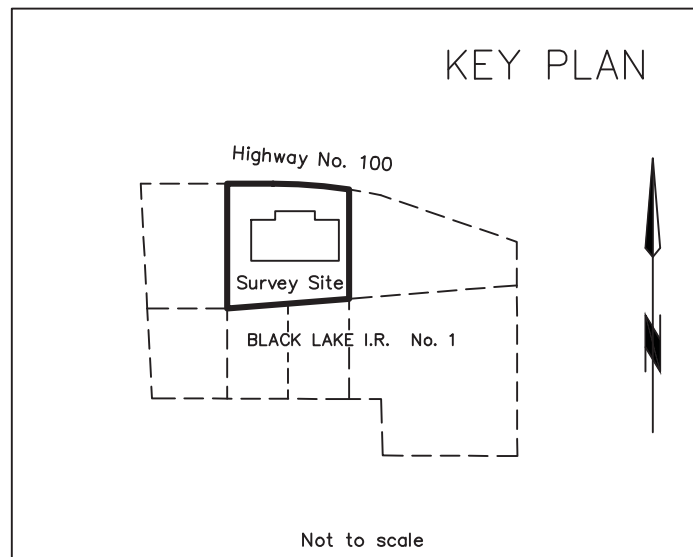 KEY PLAN
Highway No. 100
Survey Site
BLACK LAKE I.R. No. 1
N
Not to scale